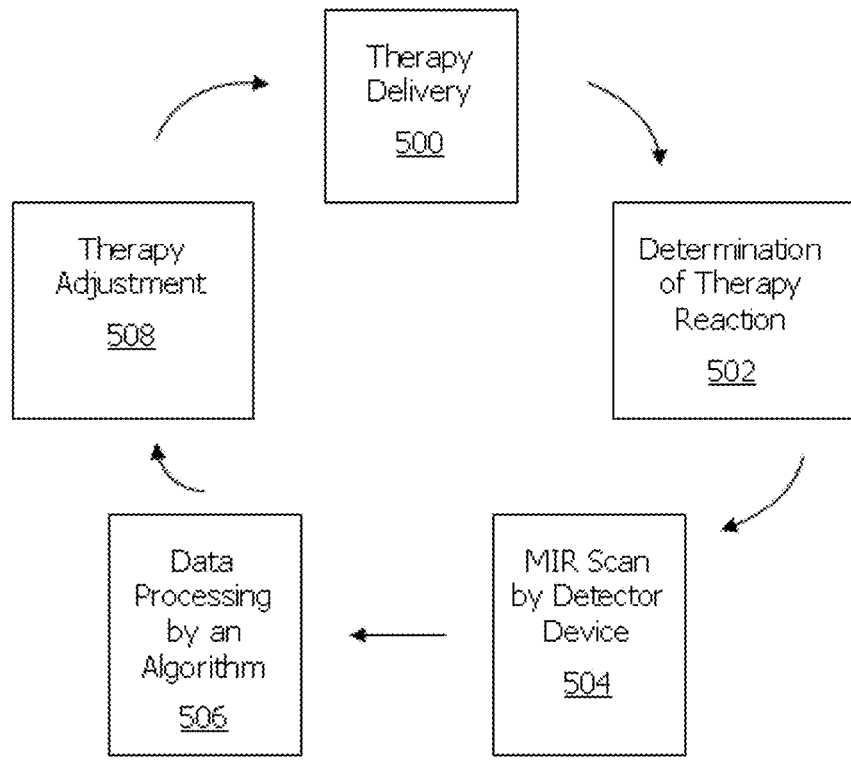 Therapy
Delivery
500
Determination
of Therapy
Reaction
502
MIR Scan
by Detector
Device
504
Data
Processing
by an
Algorithm
506
Therapy
Adjustment
508